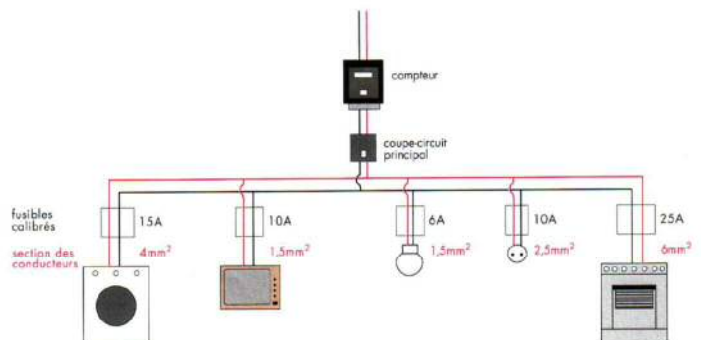 compteur
coupe-circuit
principal
fusibles
calibrés
15A
10A
6A
10A
25A
section des
conducteurs
4mm²
1,5mm²
1,5mm²
2,5mm²
6mm²